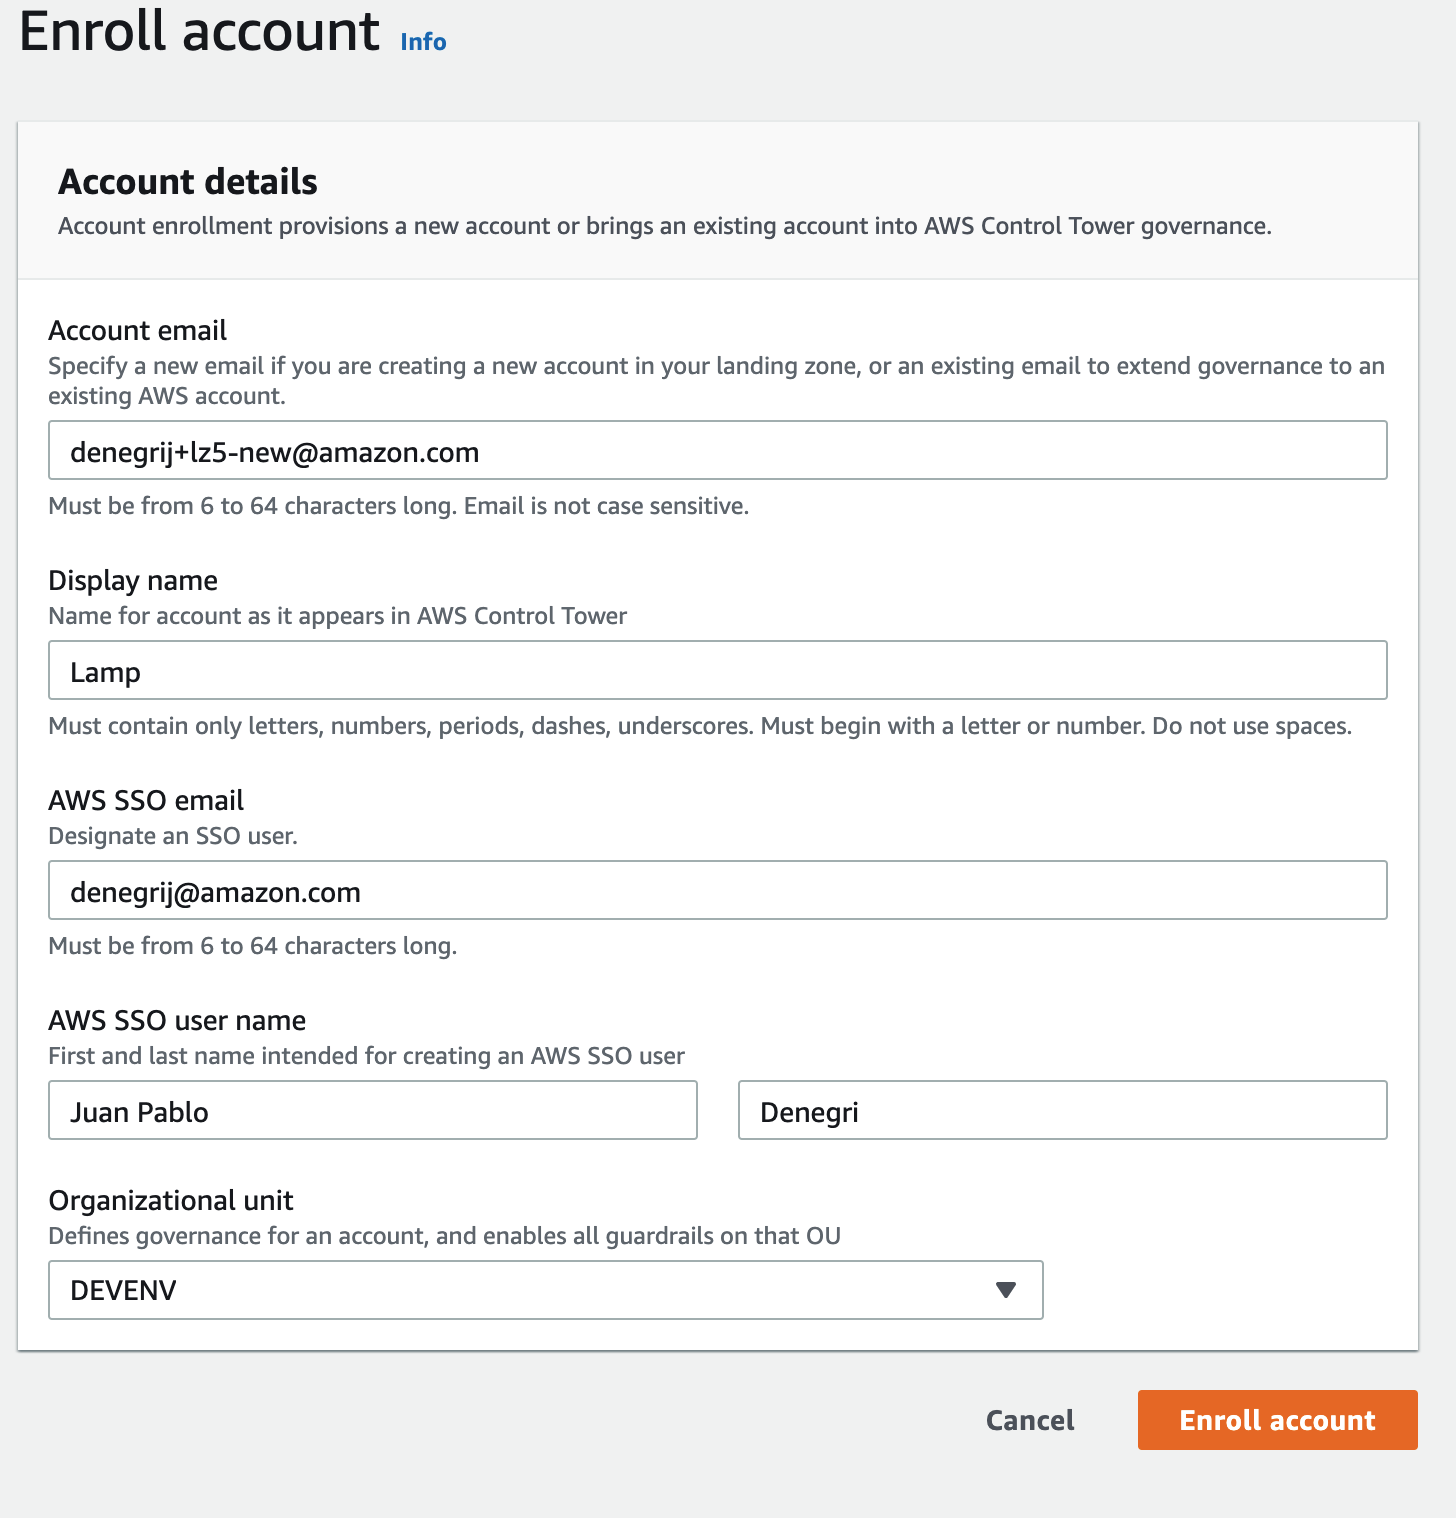 Enroll account Info
Account details
Account enrollment provisions a new account or brings an existing account into AWS Control Tower governance.
Account email
Specify a new email if you are creating a new account in your landing zone, or an existing email to extend governance to an
existing AWS account.
denegrij+lz5-new@amazon.com
Must be from 6 to 64 characters long. Email is not case sensitive.
Display name
Name for account as it appears in AWS Control Tower
Lamp
Must contain only letters, numbers, periods, dashes, underscores. Must begin with a letter or number. Do not use spaces.
AWS SSO email
Designate an SSO user.
denegrij@amazon.com
Must be from 6 to 64 characters long.
AWS SSO user name
First and last name intended for creating an AWS SSO user
Juan Pablo Denegri
Organizational unit
Defines governance for an account, and enables all guardrails on that OU
DEVENV
Cancel Enroll account